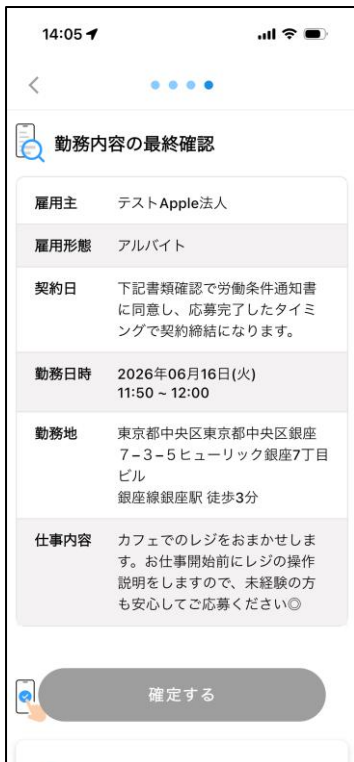 14:05
勤務内容の最終確認
雇用主 テストApple法人
雇用形態 アルバイト
契約日 下記書類確認で労働条件通知書
に同意し、応募完了したタイミ
ングで契約締結になります。
勤務日時 2026年06月16日(火)
11:50 ~ 12:00
勤務地 東京都中央区東京都中央区銀座
7-3-5ヒューリック銀座7丁目
ビル
銀座線銀座駅 徒歩3分
仕事内容 カフェでのレジをおまかせしま
す。お仕事開始前にレジの操作
説明をしますので、未経験の方
も安心してご応募ください◎
確定する